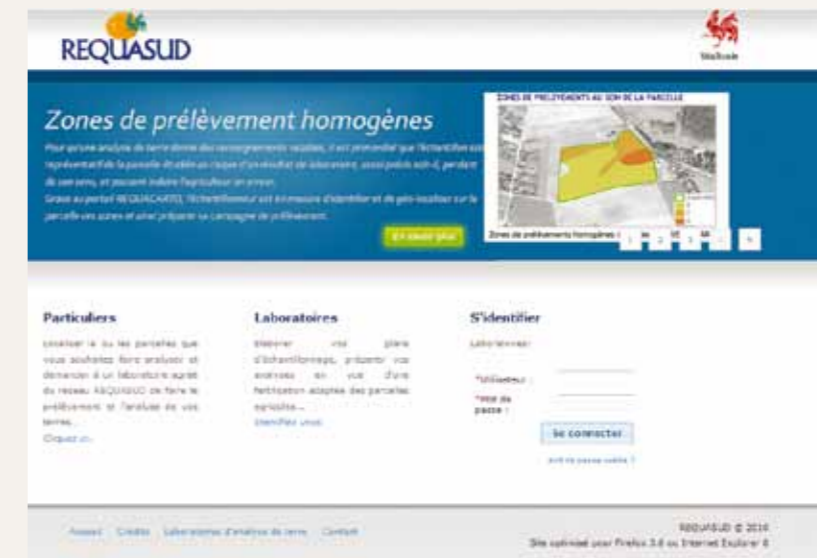 REQUASUD
Wallonie
Zones de prélèvement homogènes
Pour qu'une analyse de terre donne des renseignements valables, il est primordial que l'échantillon soit
représentatif de la parcelle étudiée au risque d'un résultat de laboratoire, aussi précis soit-il, perdant
de son sens, et pouvant induire l'agriculteur en erreur.
Grâce au portail REQUACARTO, l'échantillonneur est en mesure d'identifier et de géo-localiser sur la
parcelle ces zones et ainsi préparer sa campagne de prélèvement.
En savoir plus
ZONES DE PRELEVEMENTS AU SEIN DE LA PARCELLE
Zones de prélèvements homogènes
1 2 3
Particuliers
Localiser la ou les parcelles que
vous souhaitez faire analyser et
demander à un laboratoire agréé
du réseau REQUASUD de faire le
prélèvement et l'analyse de vos
terres...
Cliquez ici
Laboratoires
Elaborer vos plans
d'échantillonnage, préparer vos
analyses en vue d'une
fertilisation adaptée des parcelles
agricoles...
Identifiez vous
S'identifier
Laboratoires:
*Utilisateur :
*Mot de
passe :
Se connecter
Mot de passe oublié ?
Accueil Crédits Laboratoires d'analyse de terre Contact
REQUASUD © 2010
Site optimisé pour Firefox 3.6 ou Internet Explorer 8